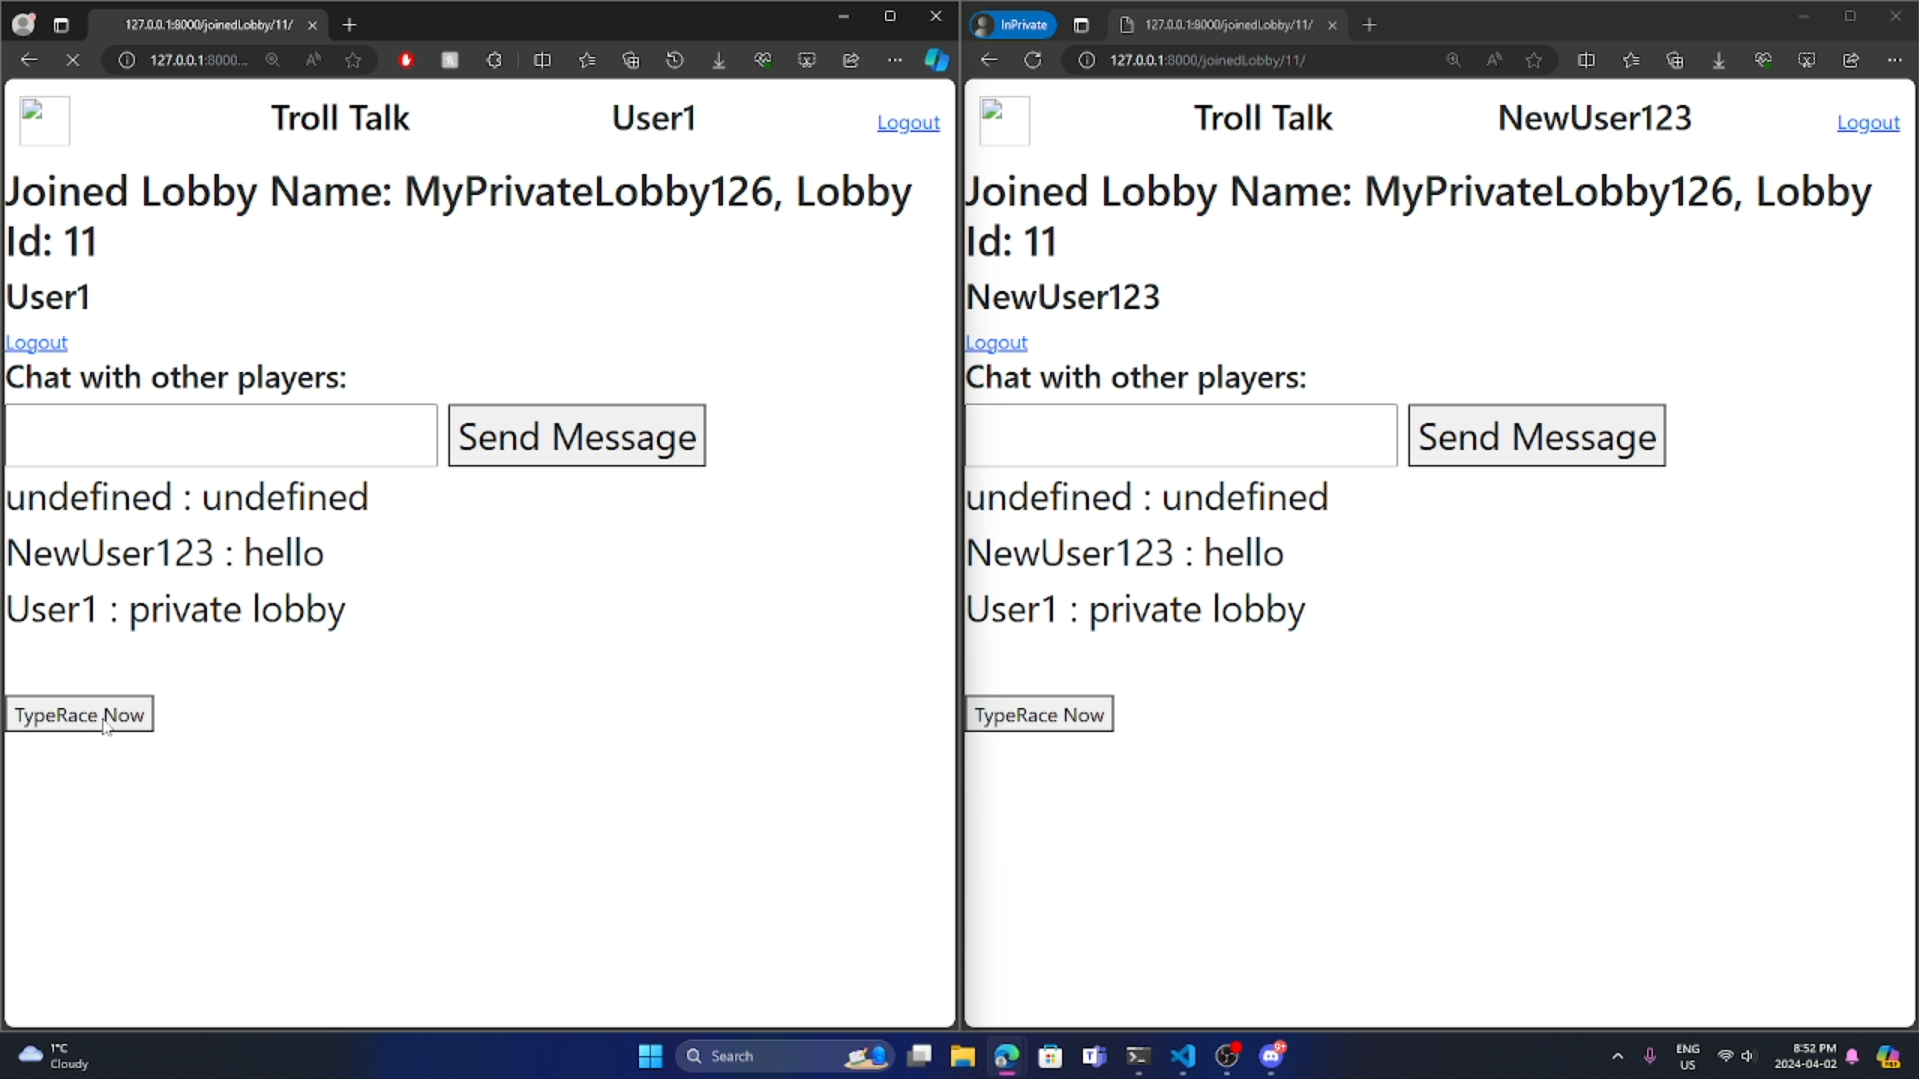 127.0.0.1:8000/joinedLobby/11/
127.0.0.1:8000...
Troll Talk
User1
Logout
Joined Lobby Name: MyPrivateLobby126, Lobby
Id: 11
User1
Logout
Chat with other players:
Send Message
undefined : undefined
NewUser123 : hello
User1 : private lobby
TypeRace Now
InPrivate
127.0.0.1:8000/joinedLobby/11/
127.0.0.1:8000/joinedLobby/11/
Troll Talk
NewUser123
Logout
Joined Lobby Name: MyPrivateLobby126, Lobby
Id: 11
NewUser123
Logout
Chat with other players:
Send Message
undefined : undefined
NewUser123 : hello
User1 : private lobby
TypeRace Now
1°C
Cloudy
Search
9+
ENG
US
8:52 PM
2024-04-02